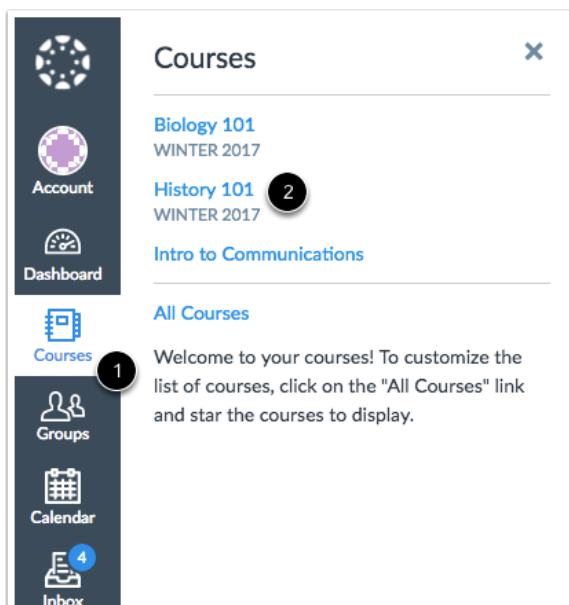 Courses
Biology 101
WINTER 2017
History 101 2
WINTER 2017
Intro to Communications
All Courses
Welcome to your courses! To customize the
list of courses, click on the "All Courses" link
and star the courses to display.
Account
Dashboard
Courses
1
Groups
Calendar
4
Inbox